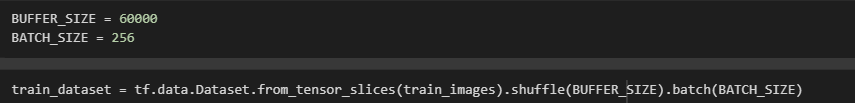 BUFFER_SIZE = 60000
BATCH_SIZE = 256
train_dataset = tf.data.Dataset.from_tensor_slices(train_images).shuffle(BUFFER_SIZE).batch(BATCH_SIZE)